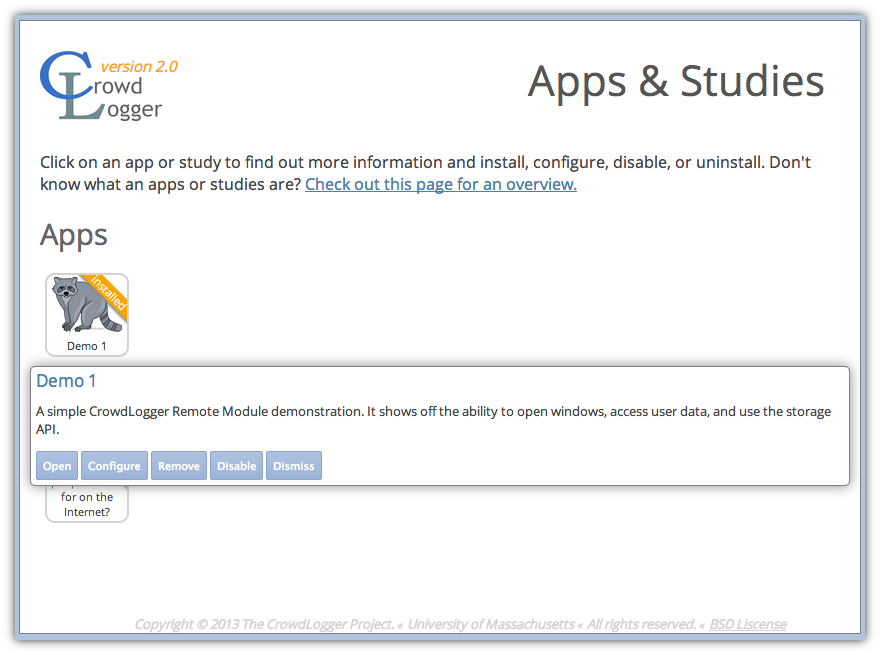 version 2.0
Crowd
Logger
Apps & Studies
Click on an app or study to find out more information and install, configure, disable, or uninstall. Don't
know what an apps or studies are? Check out this page for an overview.
Apps
installed
Demo 1
Demo 1
A simple CrowdLogger Remote Module demonstration. It shows off the ability to open windows, access user data, and use the storage
API.
Open Configure Remove Disable Dismiss
for on the
Internet?
Copyright © 2013 The CrowdLogger Project. « University of Massachusetts « All rights reserved. « BSD Liscense